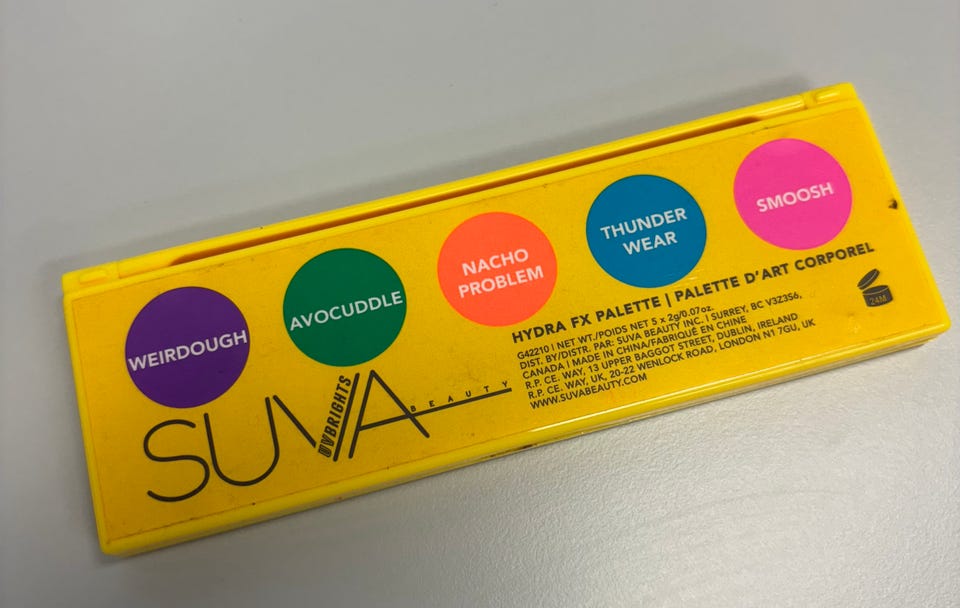 WEIRDOUGH
AVOCUDDLE
NACHO
PROBLEM
THUNDER
WEAR
SMOOSH
SUVA
BEAUTY
UVBRIGHTS
HYDRA FX PALETTE | PALETTE D'ART CORPOREL
G42210 | NET WT./POIDS NET 5 x 2g/0.07oz.
DIST. BY/DISTR. PAR: SUVA BEAUTY INC. | SURREY, BC V3Z3S6,
CANADA | MADE IN CHINA/FABRIQUÉ EN CHINE
R.P. CE. WAY, 13 UPPER BAGGOT STREET, DUBLIN, IRELAND
R.P. CE. WAY, UK, 20-22 WENLOCK ROAD, LONDON N1 7GU, UK
WWW.SUVABEAUTY.COM
24M